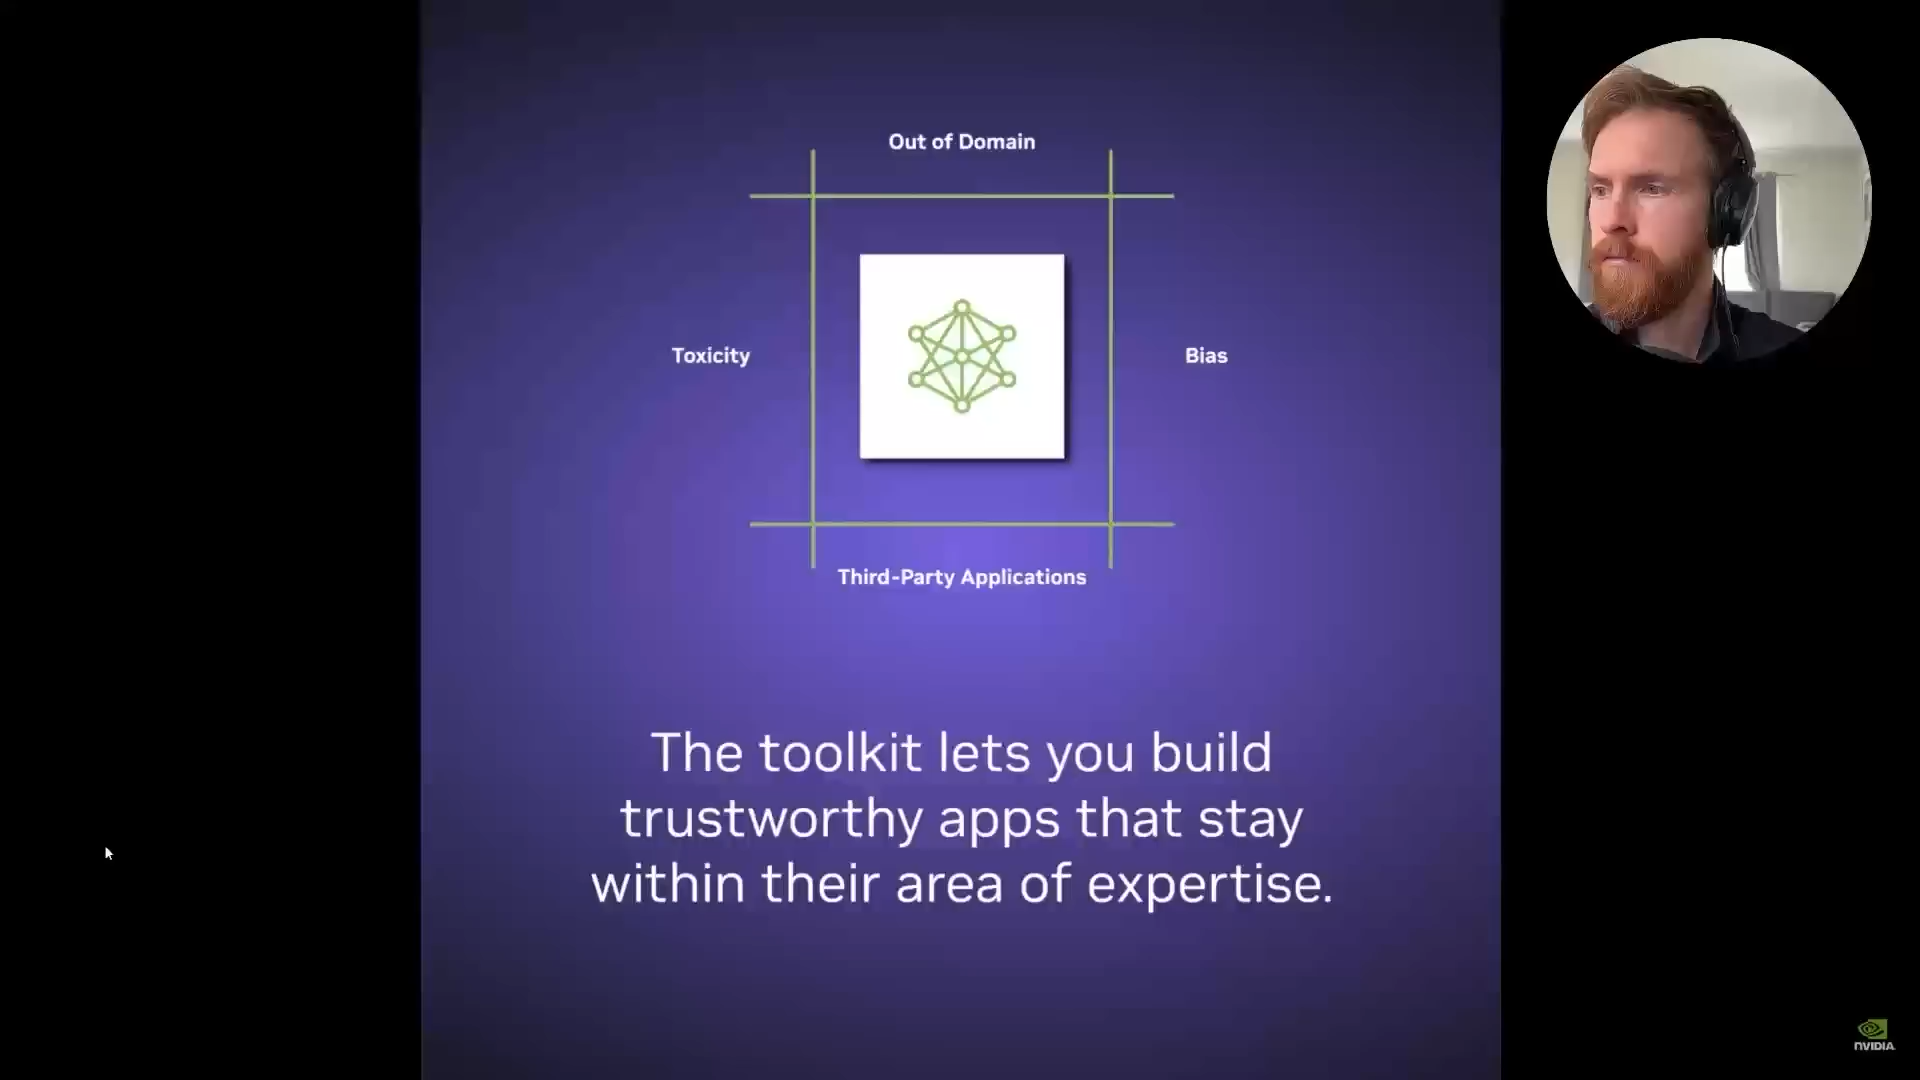 Out of Domain
Toxicity
Bias
Third-Party Applications
The toolkit lets you build
trustworthy apps that stay
within their area of expertise.
NVIDIA